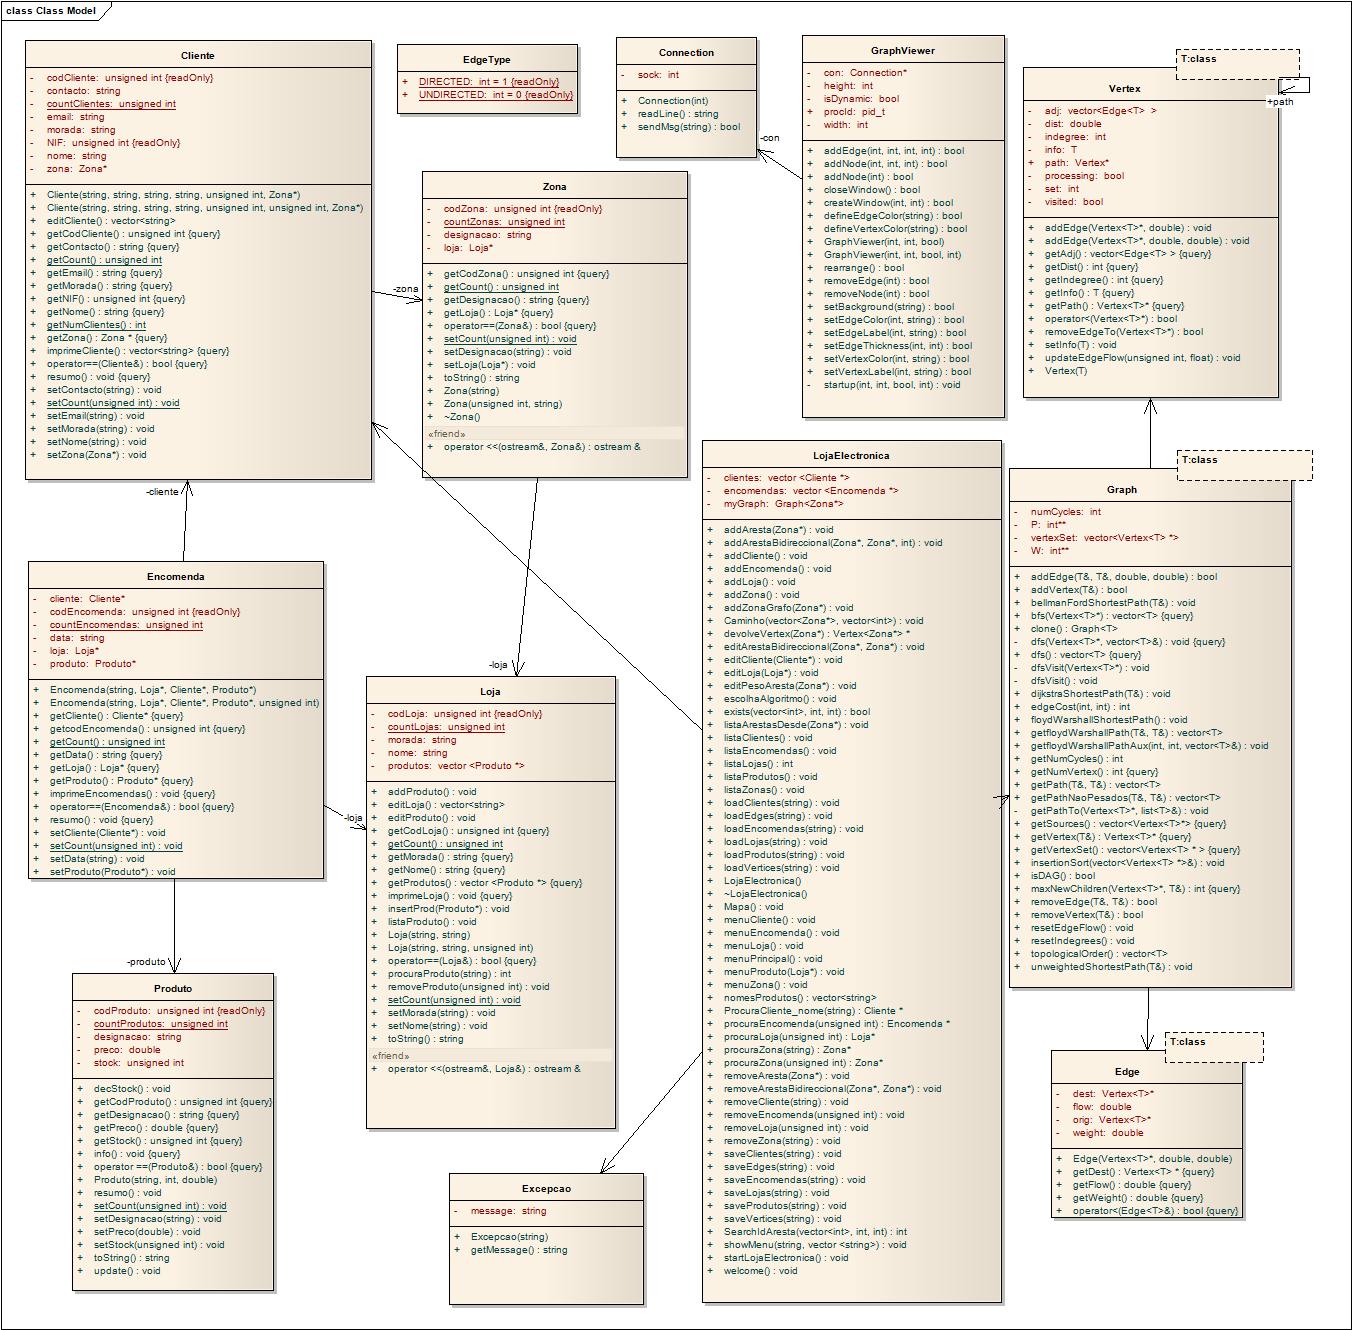 class Class Model
Cliente
- codCliente: unsigned int {readOnly}
- contacto: string
- countClientes: unsigned int
- email: string
- morada: string
- NIF: unsigned int {readOnly}
- nome: string
- zona: Zona*
+ Cliente(string, string, string, string, unsigned int, Zona*)
+ Cliente(string, string, string, string, unsigned int, unsigned int, Zona*)
+ editCliente() : vector<string>
+ getCodCliente() : unsigned int {query}
+ getContacto() : string {query}
+ getCount() : unsigned int
+ getEmail() : string {query}
+ getMorada() : string {query}
+ getNIF() : unsigned int {query}
+ getNome() : string {query}
+ getNumClientes() : int
+ getZona() : Zona * {query}
+ imprimeCliente() : vector<string> {query}
+ operator==(Cliente&) : bool {query}
+ resumo() : void {query}
+ setContacto(string) : void
+ setCount(unsigned int) : void
+ setEmail(string) : void
+ setMorada(string) : void
+ setNome(string) : void
+ setZona(Zona*) : void
EdgeType
+ DIRECTED: int = 1 {readOnly}
+ UNDIRECTED: int = 0 {readOnly}
Connection
- sock: int
+ Connection(int)
+ readLine() : string
+ sendMsg(string) : bool
-con
GraphViewer
- con: Connection*
- height: int
- isDynamic: bool
+ procId: pid_t
- width: int
+ addEdge(int, int, int, int) : bool
+ addNode(int, int, int) : bool
+ addNode(int) : bool
+ closeWindow() : bool
+ createWindow(int, int) : bool
+ defineEdgeColor(string) : bool
+ defineVertexColor(string) : bool
+ GraphViewer(int, int, bool)
+ GraphViewer(int, int, bool, int)
+ rearrange() : bool
+ removeEdge(int) : bool
+ removeNode(int) : bool
+ setBackground(string) : bool
+ setEdgeColor(int, string) : bool
+ setEdgeLabel(int, string) : bool
+ setEdgeThickness(int, int) : bool
+ setVertexColor(int, string) : bool
+ setVertexLabel(int, string) : bool
- startup(int, int, bool, int) : void
T:class
Vertex
+path
- adj: vector<Edge<T> >
- dist: double
- indegree: int
- info: T
+ path: Vertex*
- processing: bool
- set: int
- visited: bool
+ addEdge(Vertex<T>*, double) : void
+ addEdge(Vertex<T>*, double, double) : void
+ getAdj() : vector<Edge<T> > {query}
+ getDist() : int {query}
+ getIndegree() : int {query}
+ getInfo() : T {query}
+ getPath() : Vertex<T>* {query}
+ operator<(Vertex<T>*) : bool
+ removeEdgeTo(Vertex<T>*) : bool
+ setInfo(T) : void
+ updateEdgeFlow(unsigned int, float) : void
+ Vertex(T)
-zona
Zona
- codZona: unsigned int {readOnly}
- countZonas: unsigned int
- designacao: string
- loja: Loja*
+ getCodZona() : unsigned int {query}
+ getCount() : unsigned int
+ getDesignacao() : string {query}
+ getLoja() : Loja* {query}
+ operator==(Zona&) : bool {query}
+ setCount(unsigned int) : void
+ setDesignacao(string) : void
+ setLoja(Loja*) : void
+ toString() : string
+ Zona(string)
+ Zona(unsigned int, string)
+ ~Zona()
«friend»
+ operator <<(ostream&, Zona&) : ostream &
-cliente
Encomenda
- cliente: Cliente*
- codEncomenda: unsigned int {readOnly}
- countEncomendas: unsigned int
- data: string
- loja: Loja*
- produto: Produto*
+ Encomenda(string, Loja*, Cliente*, Produto*)
+ Encomenda(string, Loja*, Cliente*, Produto*, unsigned int)
+ getCliente() : Cliente* {query}
+ getcodEncomenda() : unsigned int {query}
+ getCount() : unsigned int
+ getData() : string {query}
+ getLoja() : Loja* {query}
+ getProduto() : Produto* {query}
+ imprimeEncomendas() : void {query}
+ operator==(Encomenda&) : bool {query}
+ resumo() : void {query}
+ setCliente(Cliente*) : void
+ setCount(unsigned int) : void
+ setData(string) : void
+ setProduto(Produto*) : void
-loja
-loja
Loja
- codLoja: unsigned int {readOnly}
- countLojas: unsigned int
- morada: string
- nome: string
- produtos: vector <Produto *>
+ addProduto() : void
+ editLoja() : vector<string>
+ editProduto() : void
+ getCodLoja() : unsigned int {query}
+ getCount() : unsigned int
+ getMorada() : string {query}
+ getNome() : string {query}
+ getProdutos() : vector <Produto *> {query}
+ imprimeLoja() : void {query}
+ insertProd(Produto*) : void
+ listaProduto() : void
+ Loja(string, string)
+ Loja(string, string, unsigned int)
+ operator==(Loja&) : bool {query}
+ procuraProduto(string) : int
+ removeProduto(unsigned int) : void
+ setCount(unsigned int) : void
+ setMorada(string) : void
+ setNome(string) : void
+ toString() : string
«friend»
+ operator <<(ostream&, Loja&) : ostream &
-produto
Produto
- codProduto: unsigned int {readOnly}
- countProdutos: unsigned int
- designacao: string
- preco: double
- stock: unsigned int
+ decStock() : void
+ getCodProduto() : unsigned int {query}
+ getDesignacao() : string {query}
+ getPreco() : double {query}
+ getStock() : unsigned int {query}
+ info() : void {query}
+ operator ==(Produto&) : bool {query}
+ Produto(string, int, double)
+ resumo() : void
+ setCount(unsigned int) : void
+ setDesignacao(string) : void
+ setPreco(double) : void
+ setStock(unsigned int) : void
+ toString() : string
+ update() : void
Excepcao
- message: string
+ Excepcao(string)
+ getMessage() : string
LojaElectronica
- clientes: vector <Cliente *>
- encomendas: vector <Encomenda *>
- myGraph: Graph<Zona*>
+ addAresta(Zona*) : void
+ addArestaBidireccional(Zona*, Zona*, int) : void
+ addCliente() : void
+ addEncomenda() : void
+ addLoja() : void
+ addZona() : void
+ addZonaGrafo(Zona*) : void
+ Caminho(vector<Zona*>, vector<int>) : void
+ devolveVertex(Zona*) : Vertex<Zona*> *
+ editArestaBidireccional(Zona*, Zona*) : void
+ editCliente(Cliente*) : void
+ editLoja(Loja*) : void
+ editPesoAresta(Zona*) : void
+ escolhaAlgoritmo() : void
+ exists(vector<int>, int, int) : bool
+ listaArestasDesde(Zona*) : void
+ listaClientes() : void
+ listaEncomendas() : void
+ listaLojas() : int
+ listaProdutos() : void
+ listaZonas() : void
+ loadClientes(string) : void
+ loadEdges(string) : void
+ loadEncomendas(string) : void
+ loadLojas(string) : void
+ loadProdutos(string) : void
+ loadVertices(string) : void
+ LojaElectronica()
+ ~LojaElectronica()
+ Mapa() : void
+ menuCliente() : void
+ menuEncomenda() : void
+ menuLoja() : void
+ menuPrincipal() : void
+ menuProduto(Loja*) : void
+ menuZona() : void
+ nomesProdutos() : vector<string>
+ ProcuraCliente_nome(string) : Cliente *
+ procuraEncomenda(unsigned int) : Encomenda *
+ procuraLoja(unsigned int) : Loja*
+ procuraZona(string) : Zona*
+ procuraZona(unsigned int) : Zona*
+ removeAresta(Zona*) : void
+ removeArestaBidireccional(Zona*, Zona*) : void
+ removeCliente(string) : void
+ removeEncomenda(unsigned int) : void
+ removeLoja(unsigned int) : void
+ removeZona(string) : void
+ saveClientes(string) : void
+ saveEdges(string) : void
+ saveEncomendas(string) : void
+ saveLojas(string) : void
+ saveProdutos(string) : void
+ saveVertices(string) : void
+ SearchIdAresta(vector<int>, int, int) : int
+ showMenu(string, vector <string>) : void
+ startLojaElectronica() : void
+ welcome() : void
T:class
Graph
- numCycles: int
- P: int**
- vertexSet: vector<Vertex<T> *>
- W: int**
+ addEdge(T&, T&, double, double) : bool
+ addVertex(T&) : bool
+ bellmanFordShortestPath(T&) : void
+ bfs(Vertex<T>*) : vector<T> {query}
+ clone() : Graph<T>
- dfs(Vertex<T>*, vector<T>&) : void {query}
+ dfs() : vector<T> {query}
- dfsVisit(Vertex<T>*) : void
- dfsVisit() : void
+ dijkstraShortestPath(T&) : void
+ edgeCost(int, int) : int
+ floydWarshallShortestPath() : void
+ getfloydWarshallPath(T&, T&) : vector<T>
+ getfloydWarshallPathAux(int, int, vector<T>&) : void
+ getNumCycles() : int
+ getNumVertex() : int {query}
+ getPath(T&, T&) : vector<T>
+ getPathNaoPesados(T&, T&) : vector<T>
- getPathTo(Vertex<T>*, list<T>&) : void
+ getSources() : vector<Vertex<T>*> {query}
+ getVertex(T&) : Vertex<T>* {query}
+ getVertexSet() : vector<Vertex<T> * > {query}
+ insertionSort(vector<Vertex<T> *>&) : void
+ isDAG() : bool
+ maxNewChildren(Vertex<T>*, T&) : int {query}
+ removeEdge(T&, T&) : bool
+ removeVertex(T&) : bool
+ resetEdgeFlow() : void
+ resetIndegrees() : void
+ topologicalOrder() : vector<T>
+ unweightedShortestPath(T&) : void
T:class
Edge
- dest: Vertex<T>*
- flow: double
- orig: Vertex<T>*
- weight: double
+ Edge(Vertex<T>*, double, double)
+ getDest() : Vertex<T> * {query}
+ getFlow() : double {query}
+ getWeight() : double {query}
+ operator<(Edge<T>&) : bool {query}